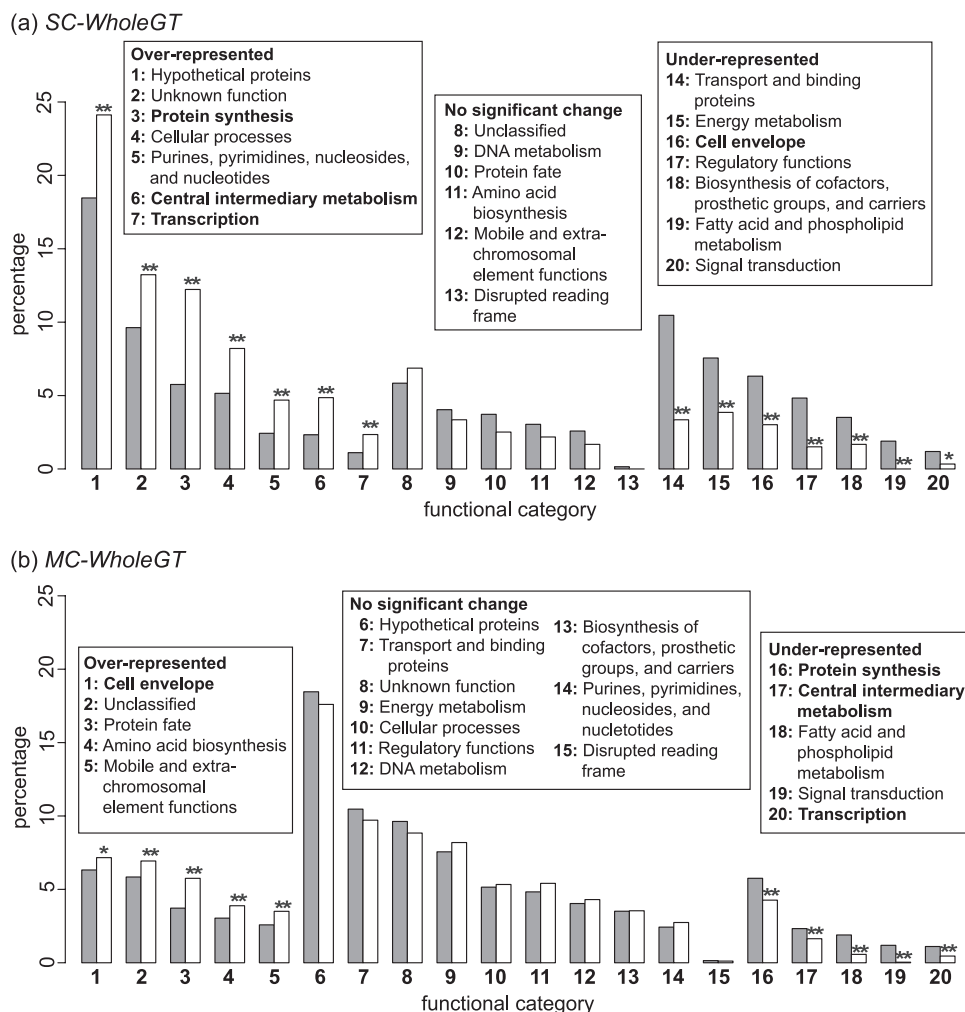 (a) SC-WholeGT
Over-represented
1: Hypothetical proteins
2: Unknown function
3: Protein synthesis
4: Cellular processes
5: Purines, pyrimidines, nucleosides,
and nucleotides
6: Central intermediary metabolism
7: Transcription
No significant change
8: Unclassified
9: DNA metabolism
10: Protein fate
11: Amino acid
biosynthesis
12: Mobile and extra-
chromosomal
element functions
13: Disrupted reading
frame
Under-represented
14: Transport and binding
proteins
15: Energy metabolism
16: Cell envelope
17: Regulatory functions
18: Biosynthesis of cofactors,
prosthetic groups, and carriers
19: Fatty acid and phospholipid
metabolism
20: Signal transduction
percentage
25
20
15
10
5
0
** ** ** ** ** ** ** ** ** ** ** ** ** *
1 2 3 4 5 6 7 8 9 10 11 12 13 14 15 16 17 18 19 20
functional category
(b) MC-WholeGT
Over-represented
1: Cell envelope
2: Unclassified
3: Protein fate
4: Amino acid biosynthesis
5: Mobile and extra-
chromosomal
element functions
No significant change
6: Hypothetical proteins
7: Transport and binding
proteins
8: Unknown function
9: Energy metabolism
10: Cellular processes
11: Regulatory functions
12: DNA metabolism
13: Biosynthesis of
cofactors, prosthetic
groups, and carriers
14: Purines, pyrimidines,
nucleosides, and
nucletotides
15: Disrupted reading
frame
Under-represented
16: Protein synthesis
17: Central intermediary
metabolism
18: Fatty acid and
phospholipid
metabolism
19: Signal transduction
20: Transcription
percentage
25
20
15
10
5
0
* ** ** ** ** ** ** ** ** **
1 2 3 4 5 6 7 8 9 10 11 12 13 14 15 16 17 18 19 20
functional category